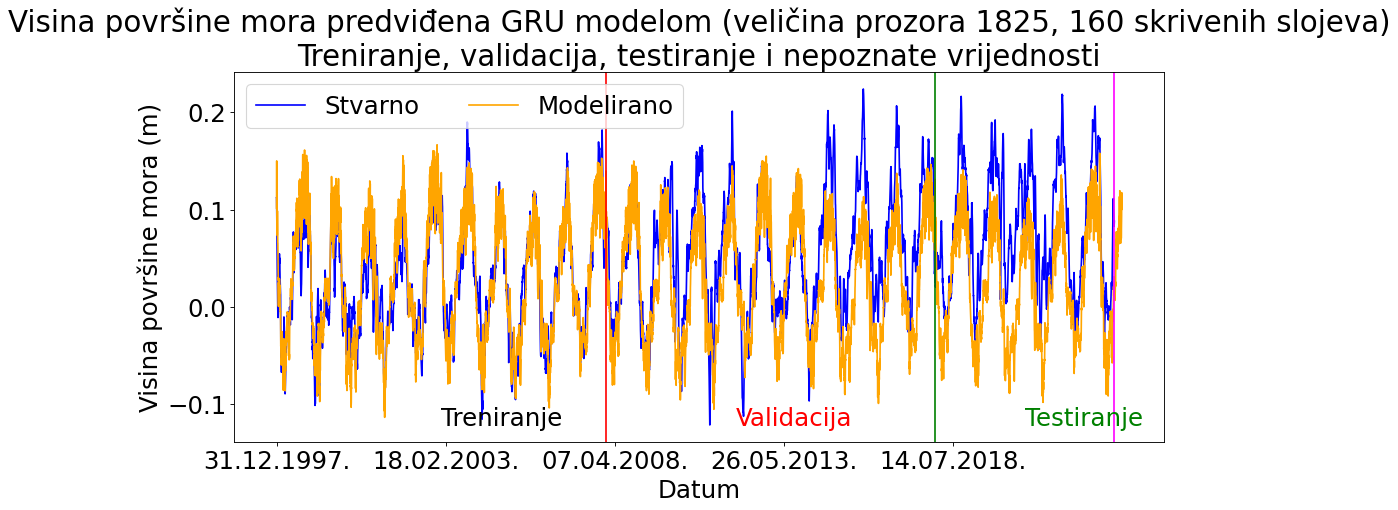 Visina površine mora predviđena GRU modelom (veličina prozora 1825, 160 skrivenih slojeva)
Treniranje, validacija, testiranje i nepoznate vrijednosti
Stvarno Modelirano
Visina površine mora (m)
0.2
0.1
0.0
−0.1
Treniranje Validacija Testiranje
31.12.1997. 18.02.2003. 07.04.2008. 26.05.2013. 14.07.2018.
Datum